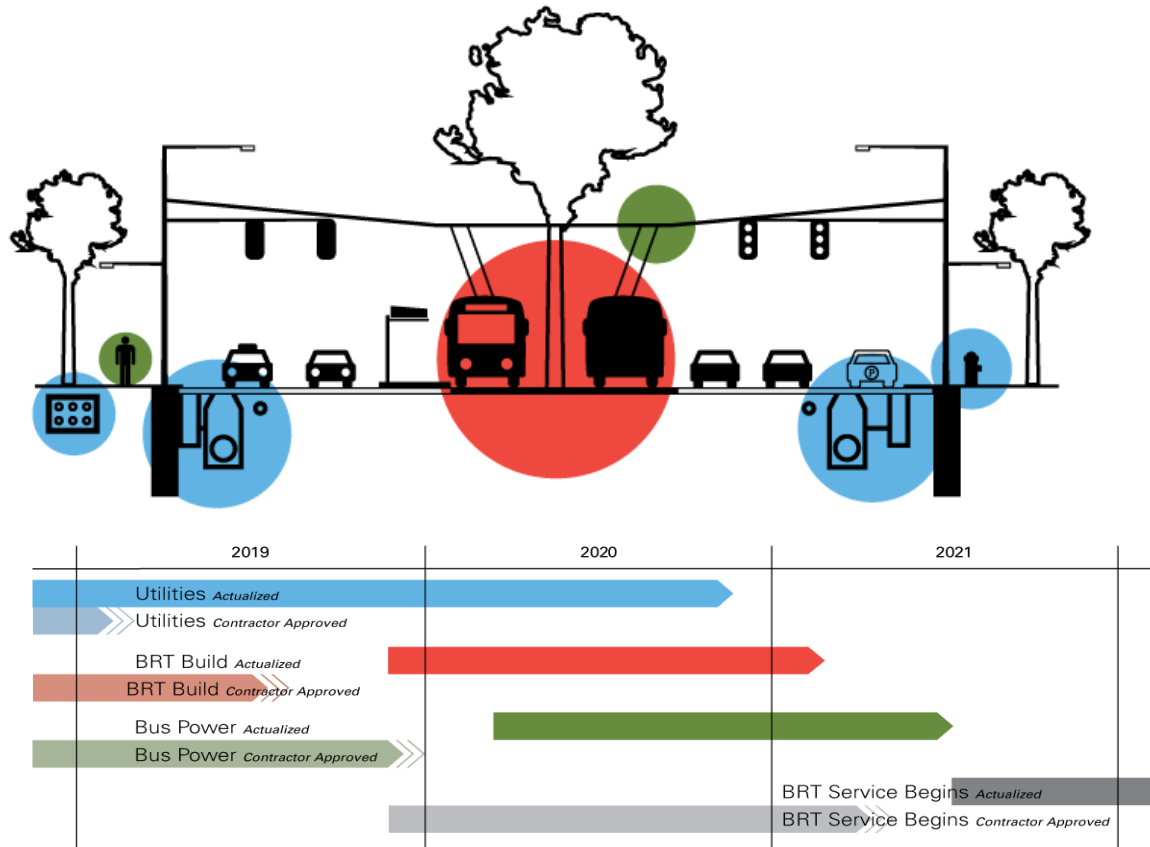 P
2019 2020 2021
Utilities Actualized
Utilities Contractor Approved
BRT Build Actualized
BRT Build Contractor Approved
Bus Power Actualized
Bus Power Contractor Approved
BRT Service Begins Actualized
BRT Service Begins Contractor Approved